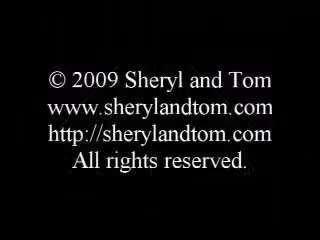 © 2009 Sheryl and Tom
www.sherylandtom.com
http://sherylandtom.com
All rights reserved.